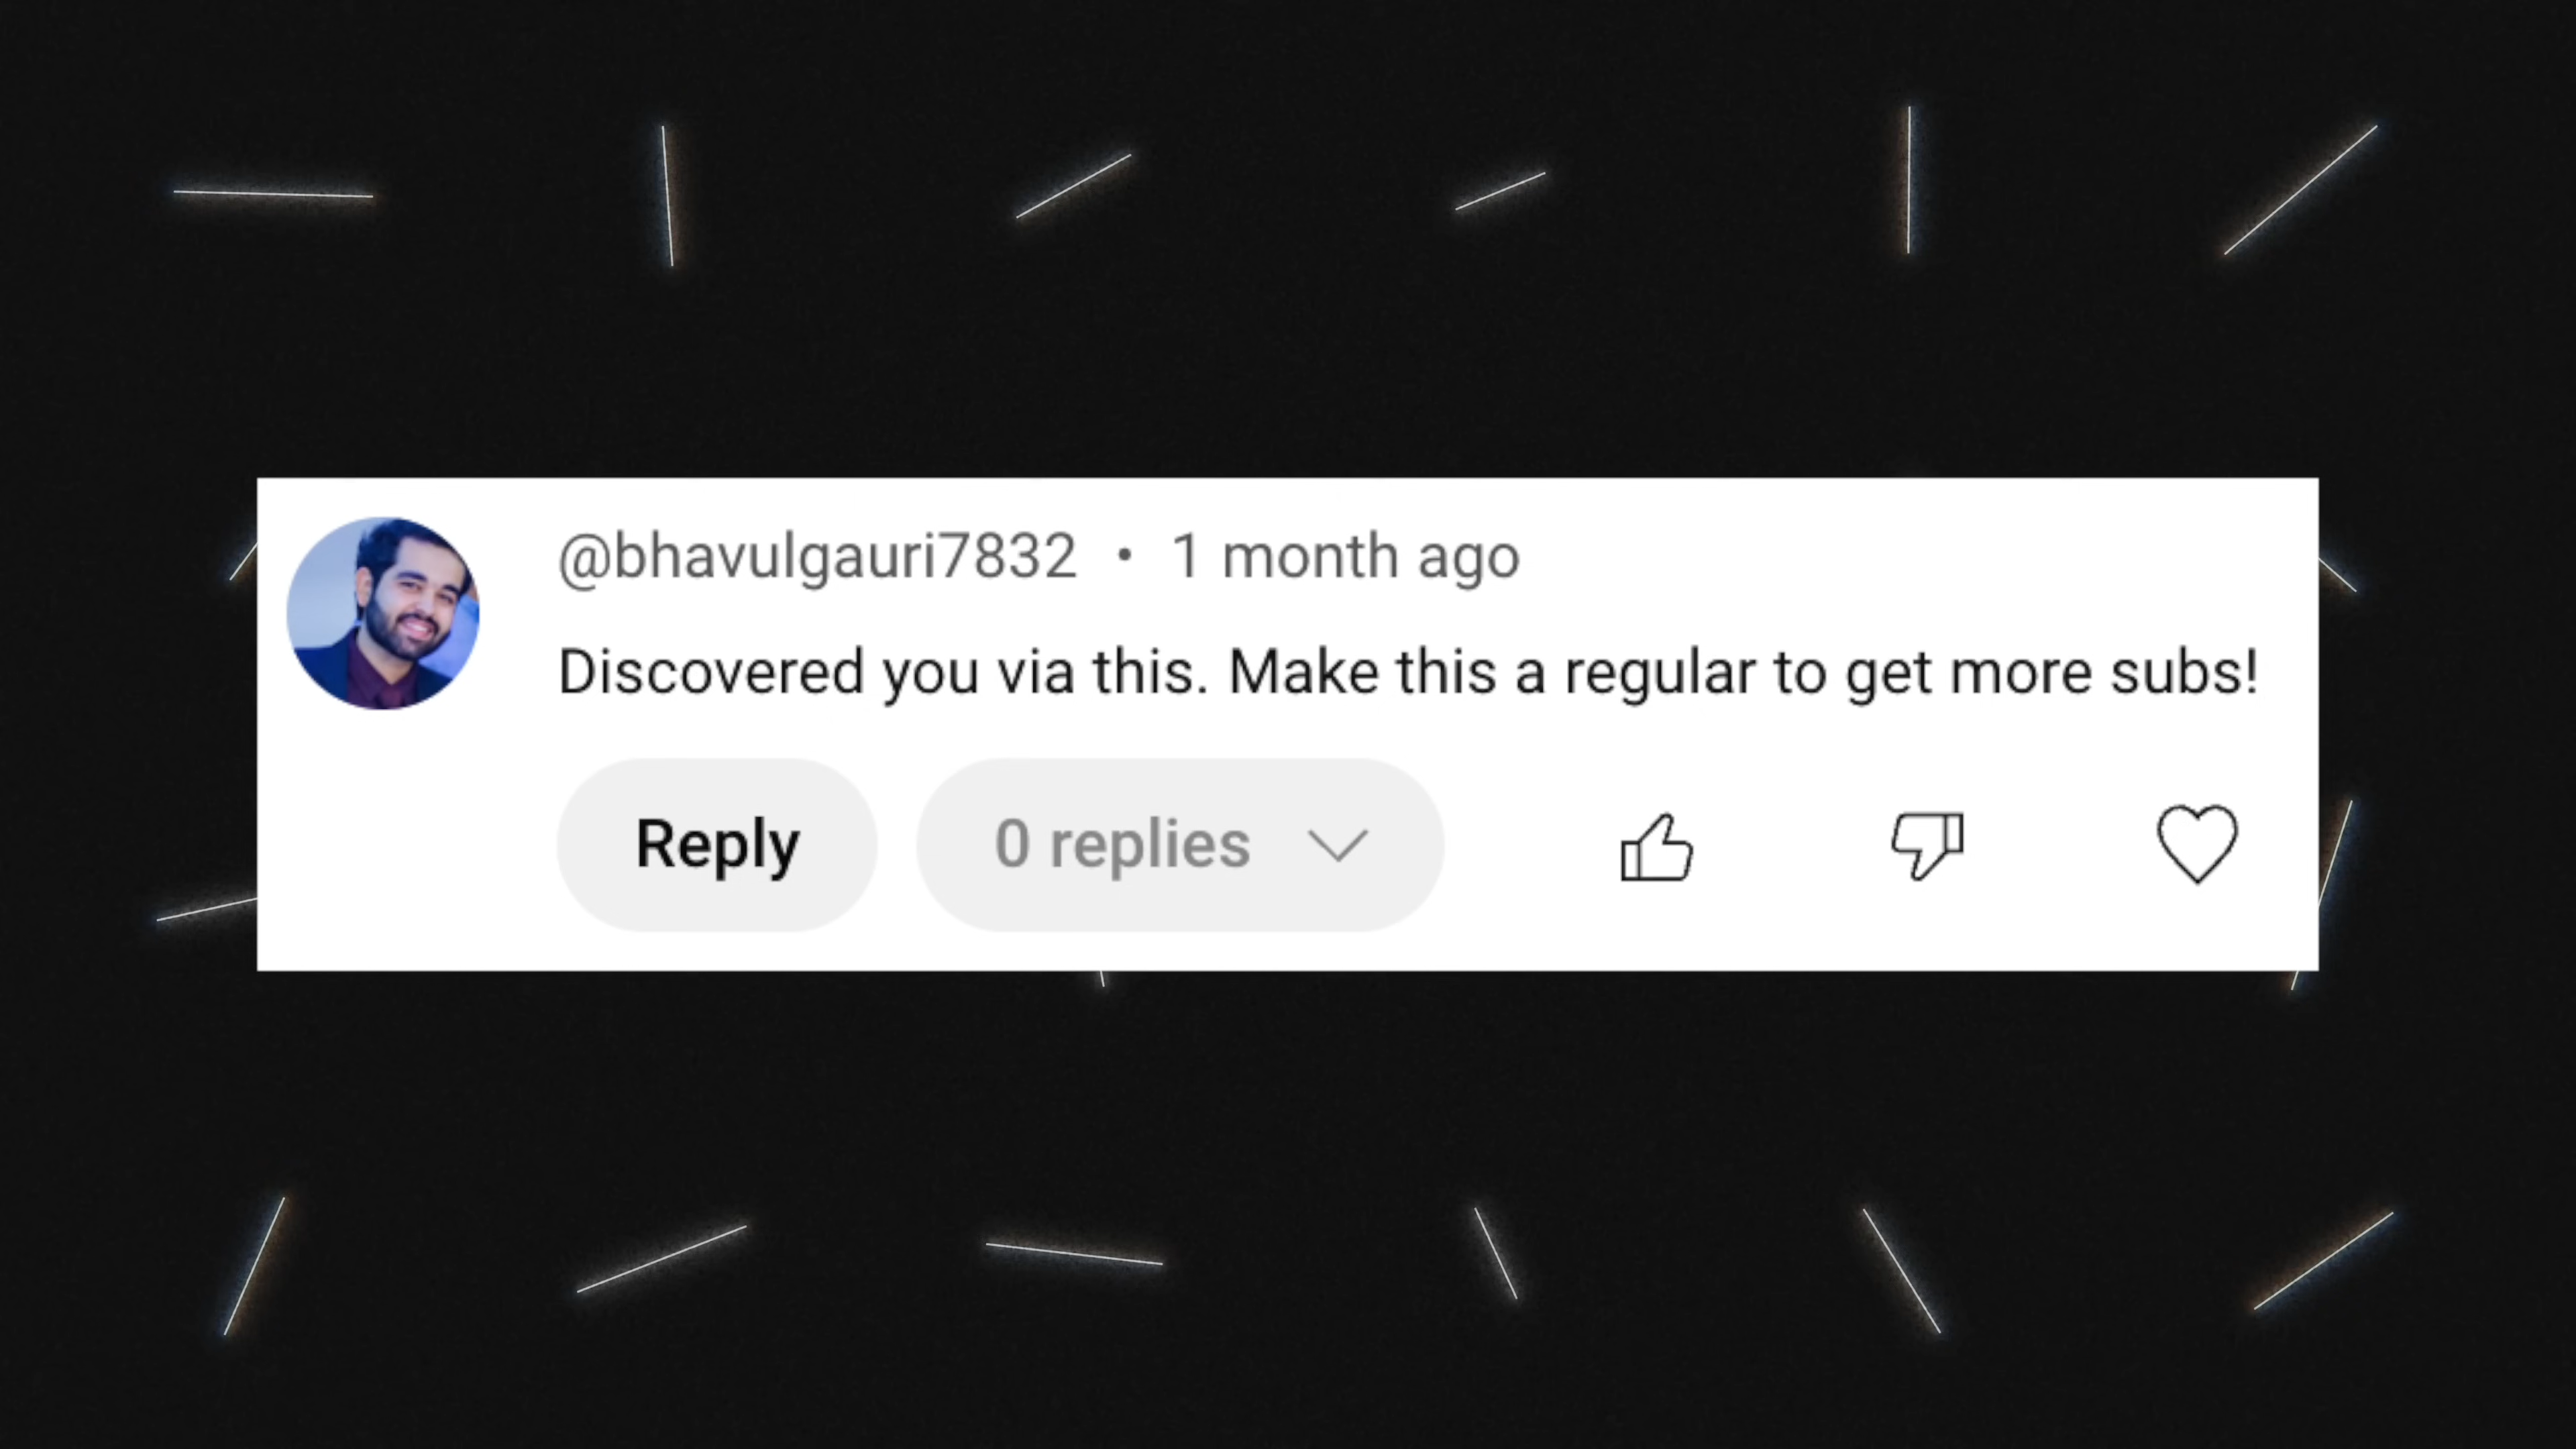 @bhavulgauri7832 • 1 month ago
Discovered you via this. Make this a regular to get more subs!
Reply 0 replies